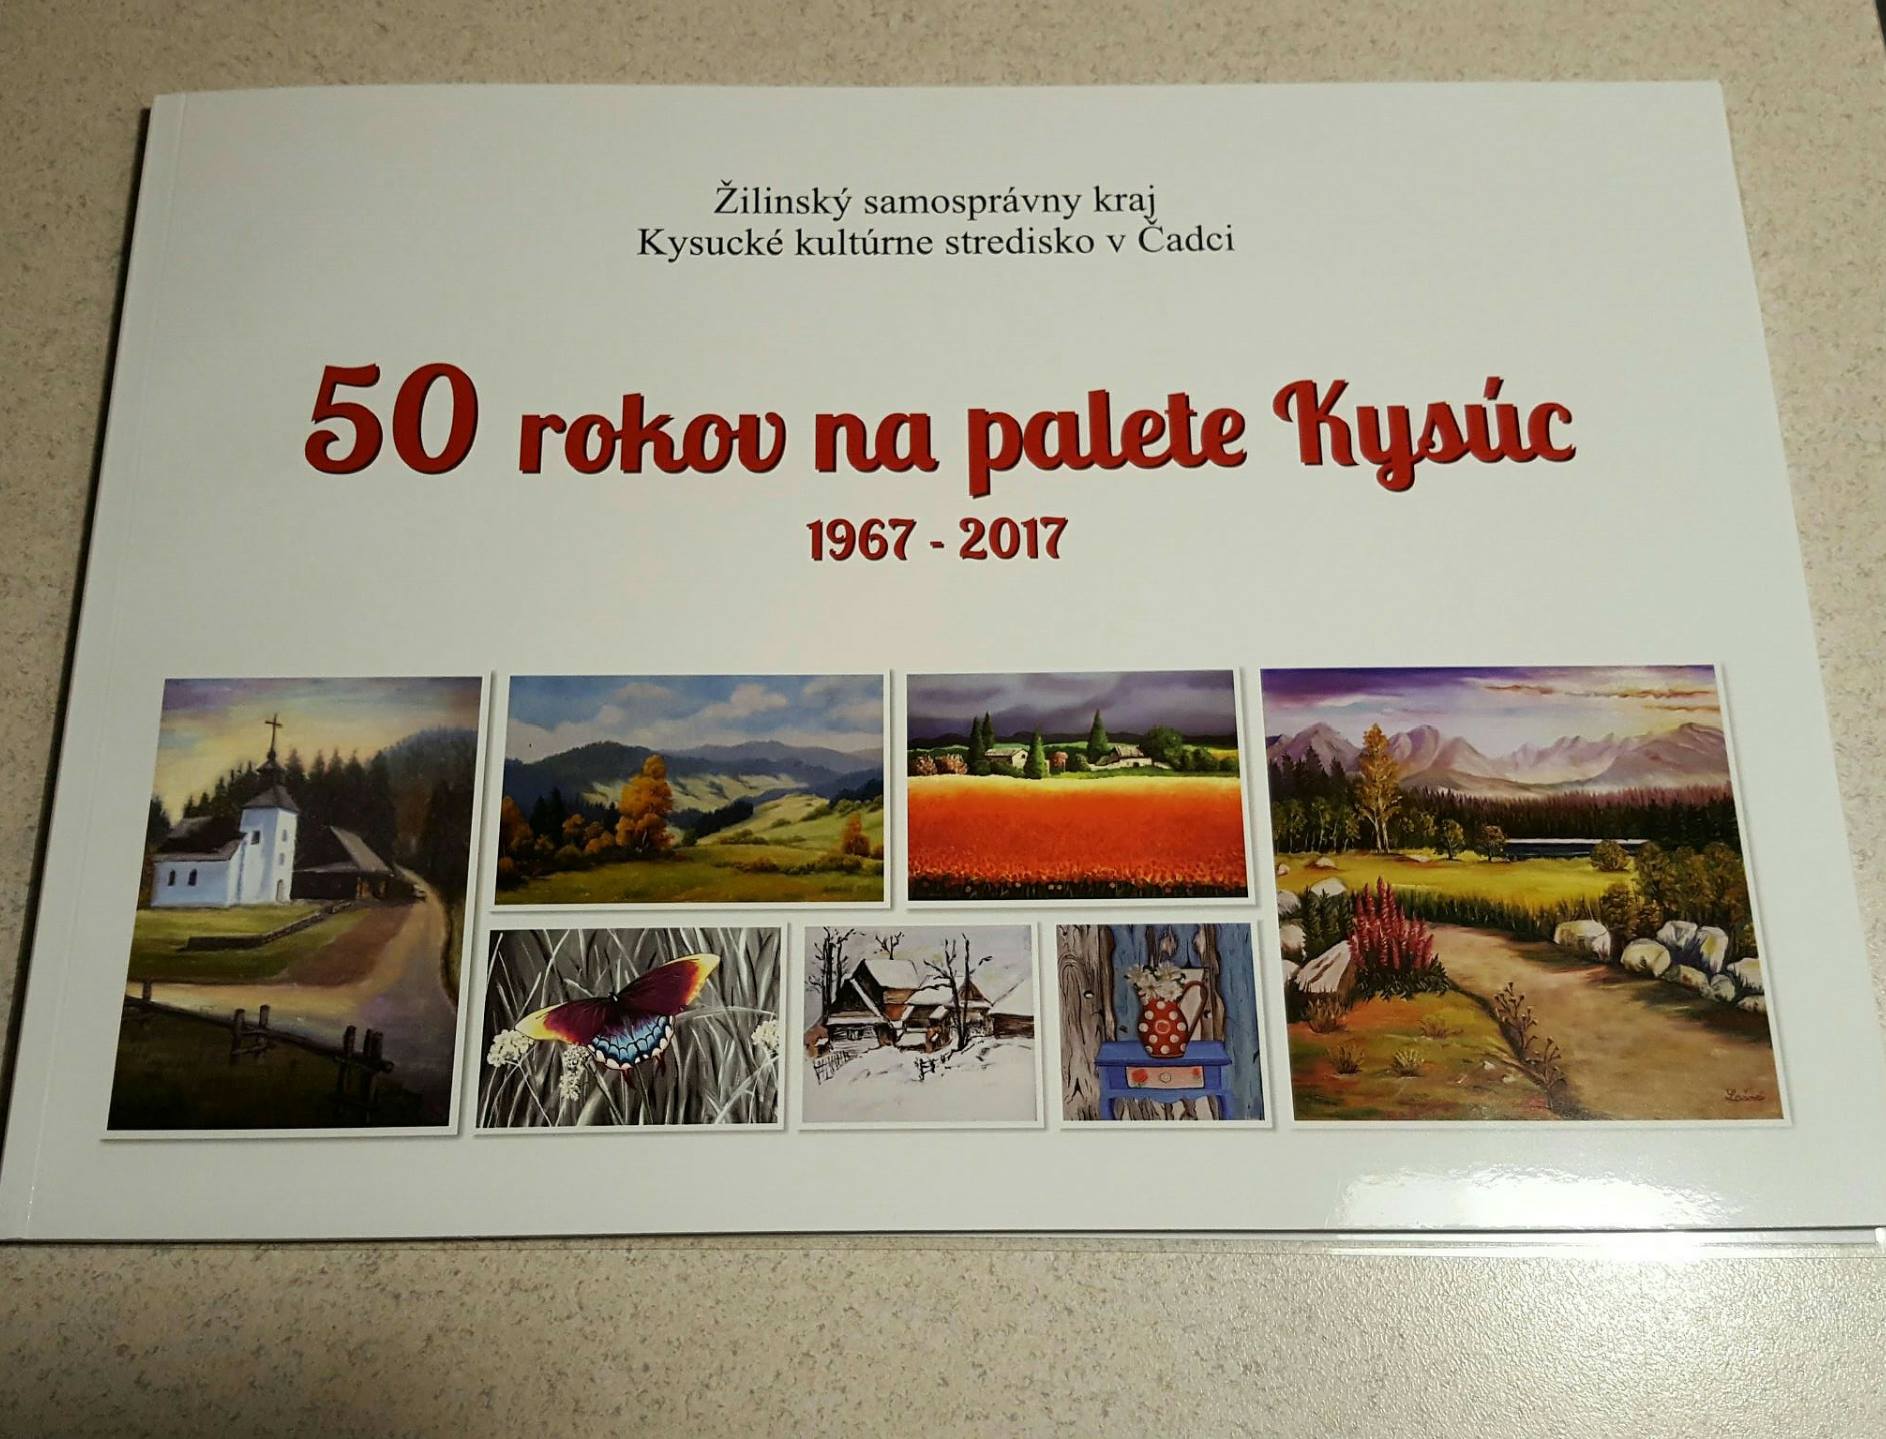 Žilinský samosprávny kraj
Kysucké kultúrne stredisko v Čadci
50 rokov na palete Kysúc
1967 - 2017